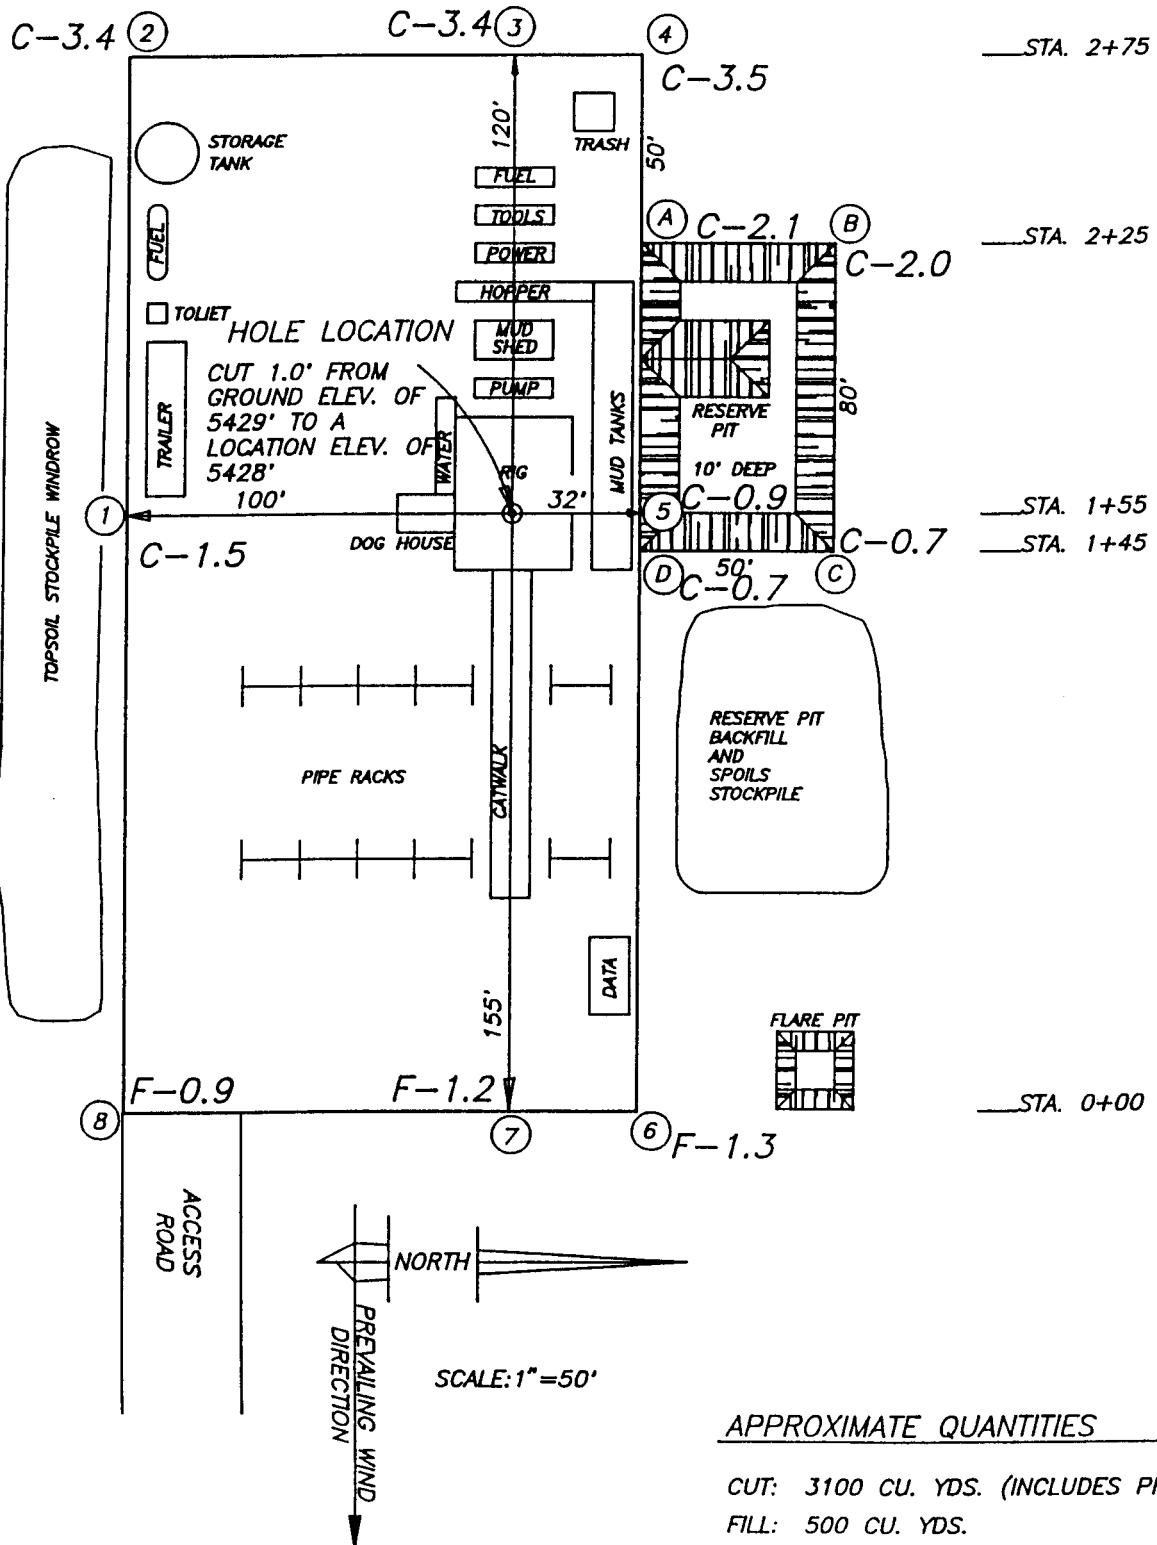 C-3.4 2
C-3.4 3
4
C-3.5
STA. 2+75
STORAGE
TANK
120'
TRASH
50'
FUEL
TOOLS
POWER
HOPPER
MUD
SHED
PUMP
A C-2.1 B
C-2.0
STA. 2+25
FUEL
TOLIET
HOLE LOCATION
CUT 1.0' FROM
GROUND ELEV. OF
5429' TO A
LOCATION ELEV. OF
5428'
TRAILER
WATER
RIG
MUD TANKS
RESERVE
PIT
10' DEEP
80'
TOPSOIL STOCKPILE WINDROW
1
100'
32'
5
C-0.9
STA. 1+55
C-1.5
DOG HOUSE
C-0.7
STA. 1+45
D
50'
C-0.7
C
PIPE RACKS
CATWALK
RESERVE PIT
BACKFILL
AND
SPOILS
STOCKPILE
DATA
155'
FLARE PIT
F-0.9
F-1.2
8
7
6
F-1.3
STA. 0+00
ACCESS
ROAD
NORTH
PREVAILING WIND
DIRECTION
SCALE: 1"=50'
APPROXIMATE QUANTITIES
CUT: 3100 CU. YDS. (INCLUDES
FILL: 500 CU. YDS.